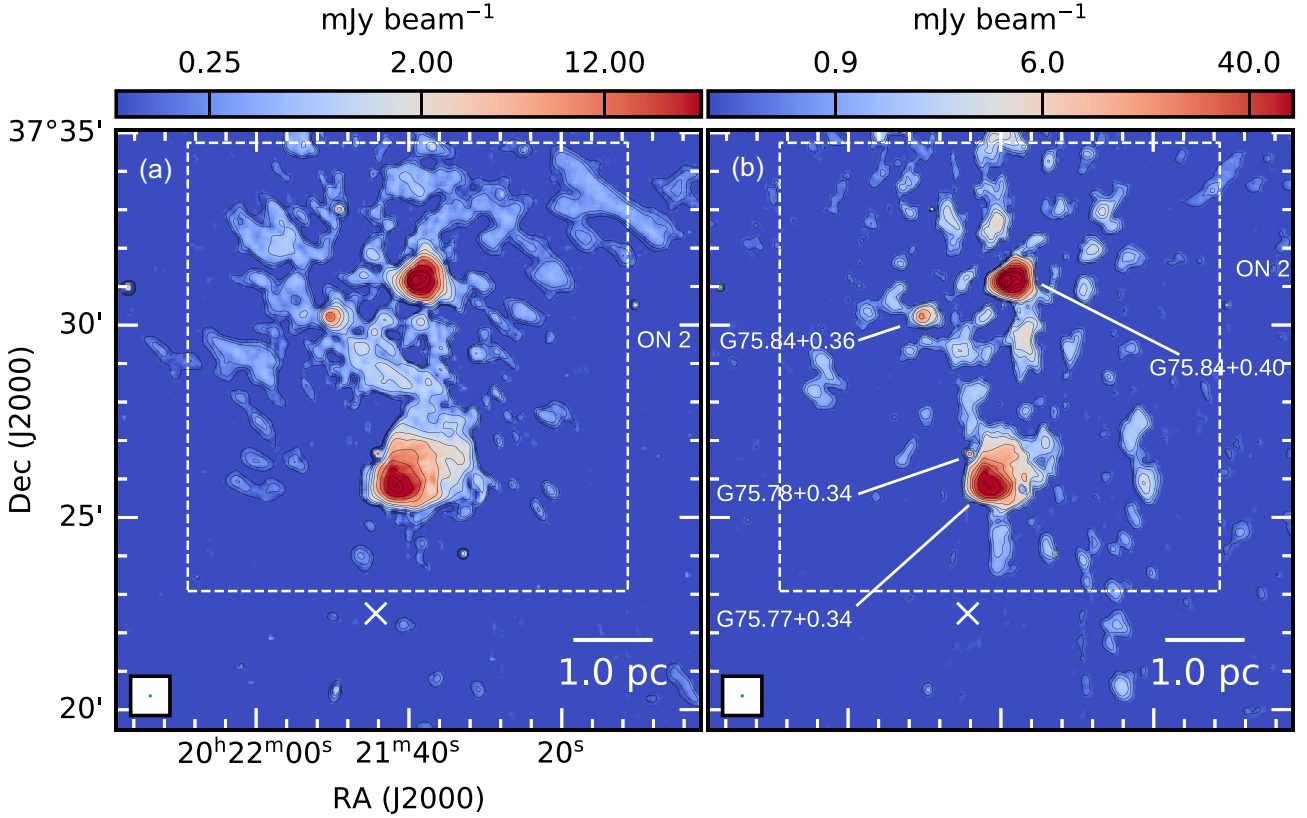 mJy beam⁻¹
mJy beam⁻¹
0.25 2.00 12.00
0.9 6.0 40.0
37°35'
30'
25'
20'
Dec (J2000)
(a)
ON 2
1.0 pc
20ʰ22ᵐ00ˢ 21ᵐ40ˢ 20ˢ
RA (J2000)
(b)
ON 2
G75.84+0.36
G75.84+0.40
G75.78+0.34
G75.77+0.34
1.0 pc